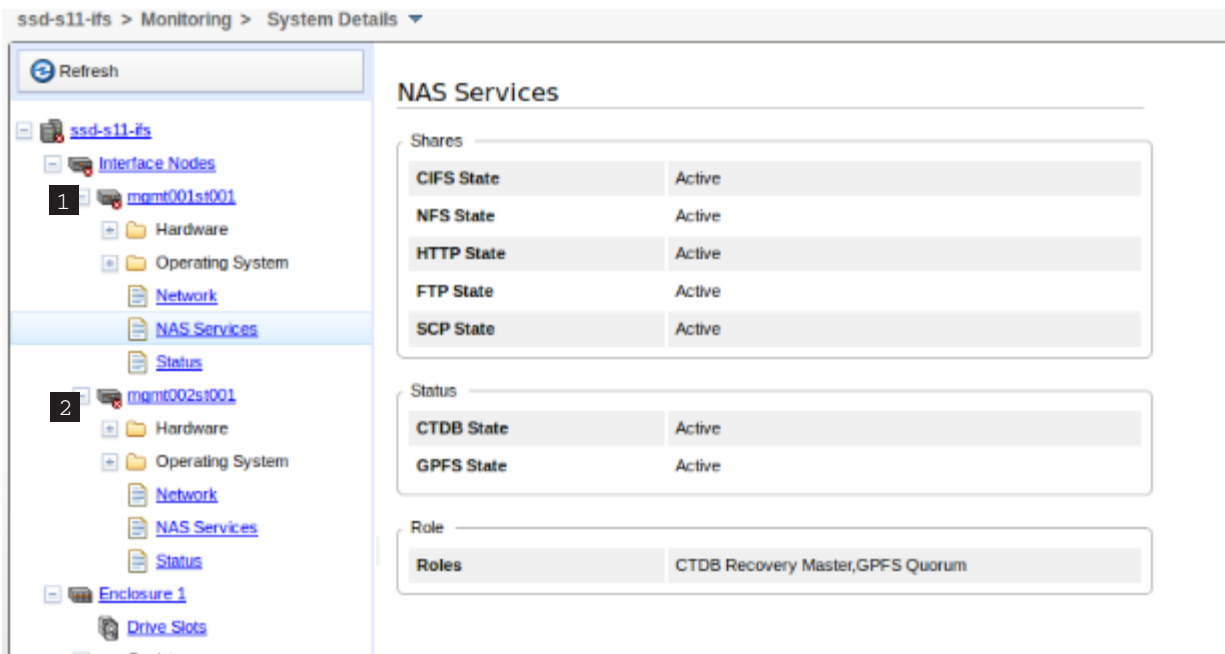 ssd-s11-ifs > Monitoring > System Details
Refresh
ssd-s11-ifs
Interface Nodes
1
mgmt001st001
Hardware
Operating System
Network
NAS Services
Status
2
mgmt002st001
Hardware
Operating System
Network
NAS Services
Status
Enclosure 1
Drive Slots
NAS Services
Shares
CIFS State Active
NFS State Active
HTTP State Active
FTP State Active
SCP State Active
Status
CTDB State Active
GPFS State Active
Role
Roles CTDB Recovery Master,GPFS Quorum